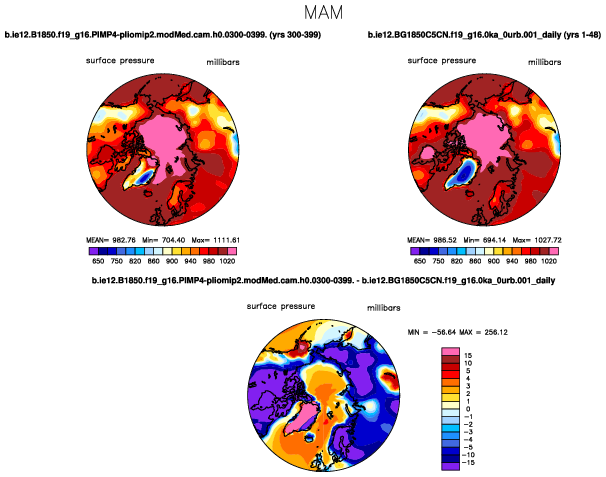 MAM
b.ie12.B1850.f19_g16.PIMP4-pliomip2.modMed.cam.h0.0300-0399. (yrs 300-399)
b.ie12.BG1850C5CN.f19_g16.0ka_0urb.001_daily (yrs 1-48)
surface pressure millibars
surface pressure millibars
MEAN= 982.76 Min= 704.40 Max= 1111.61
MEAN= 986.52 Min= 694.14 Max= 1027.72
650 750 820 860 900 940 980 1020
650 750 820 860 900 940 980 1020
b.ie12.B1850.f19_g16.PIMP4-pliomip2.modMed.cam.h0.0300-0399. - b.ie12.BG1850C5CN.f19_g16.0ka_0urb.001_daily
surface pressure millibars
MIN = -56.64 MAX = 256.12
15
10
5
4
3
2
1
0
-1
-2
-3
-4
-5
-10
-15